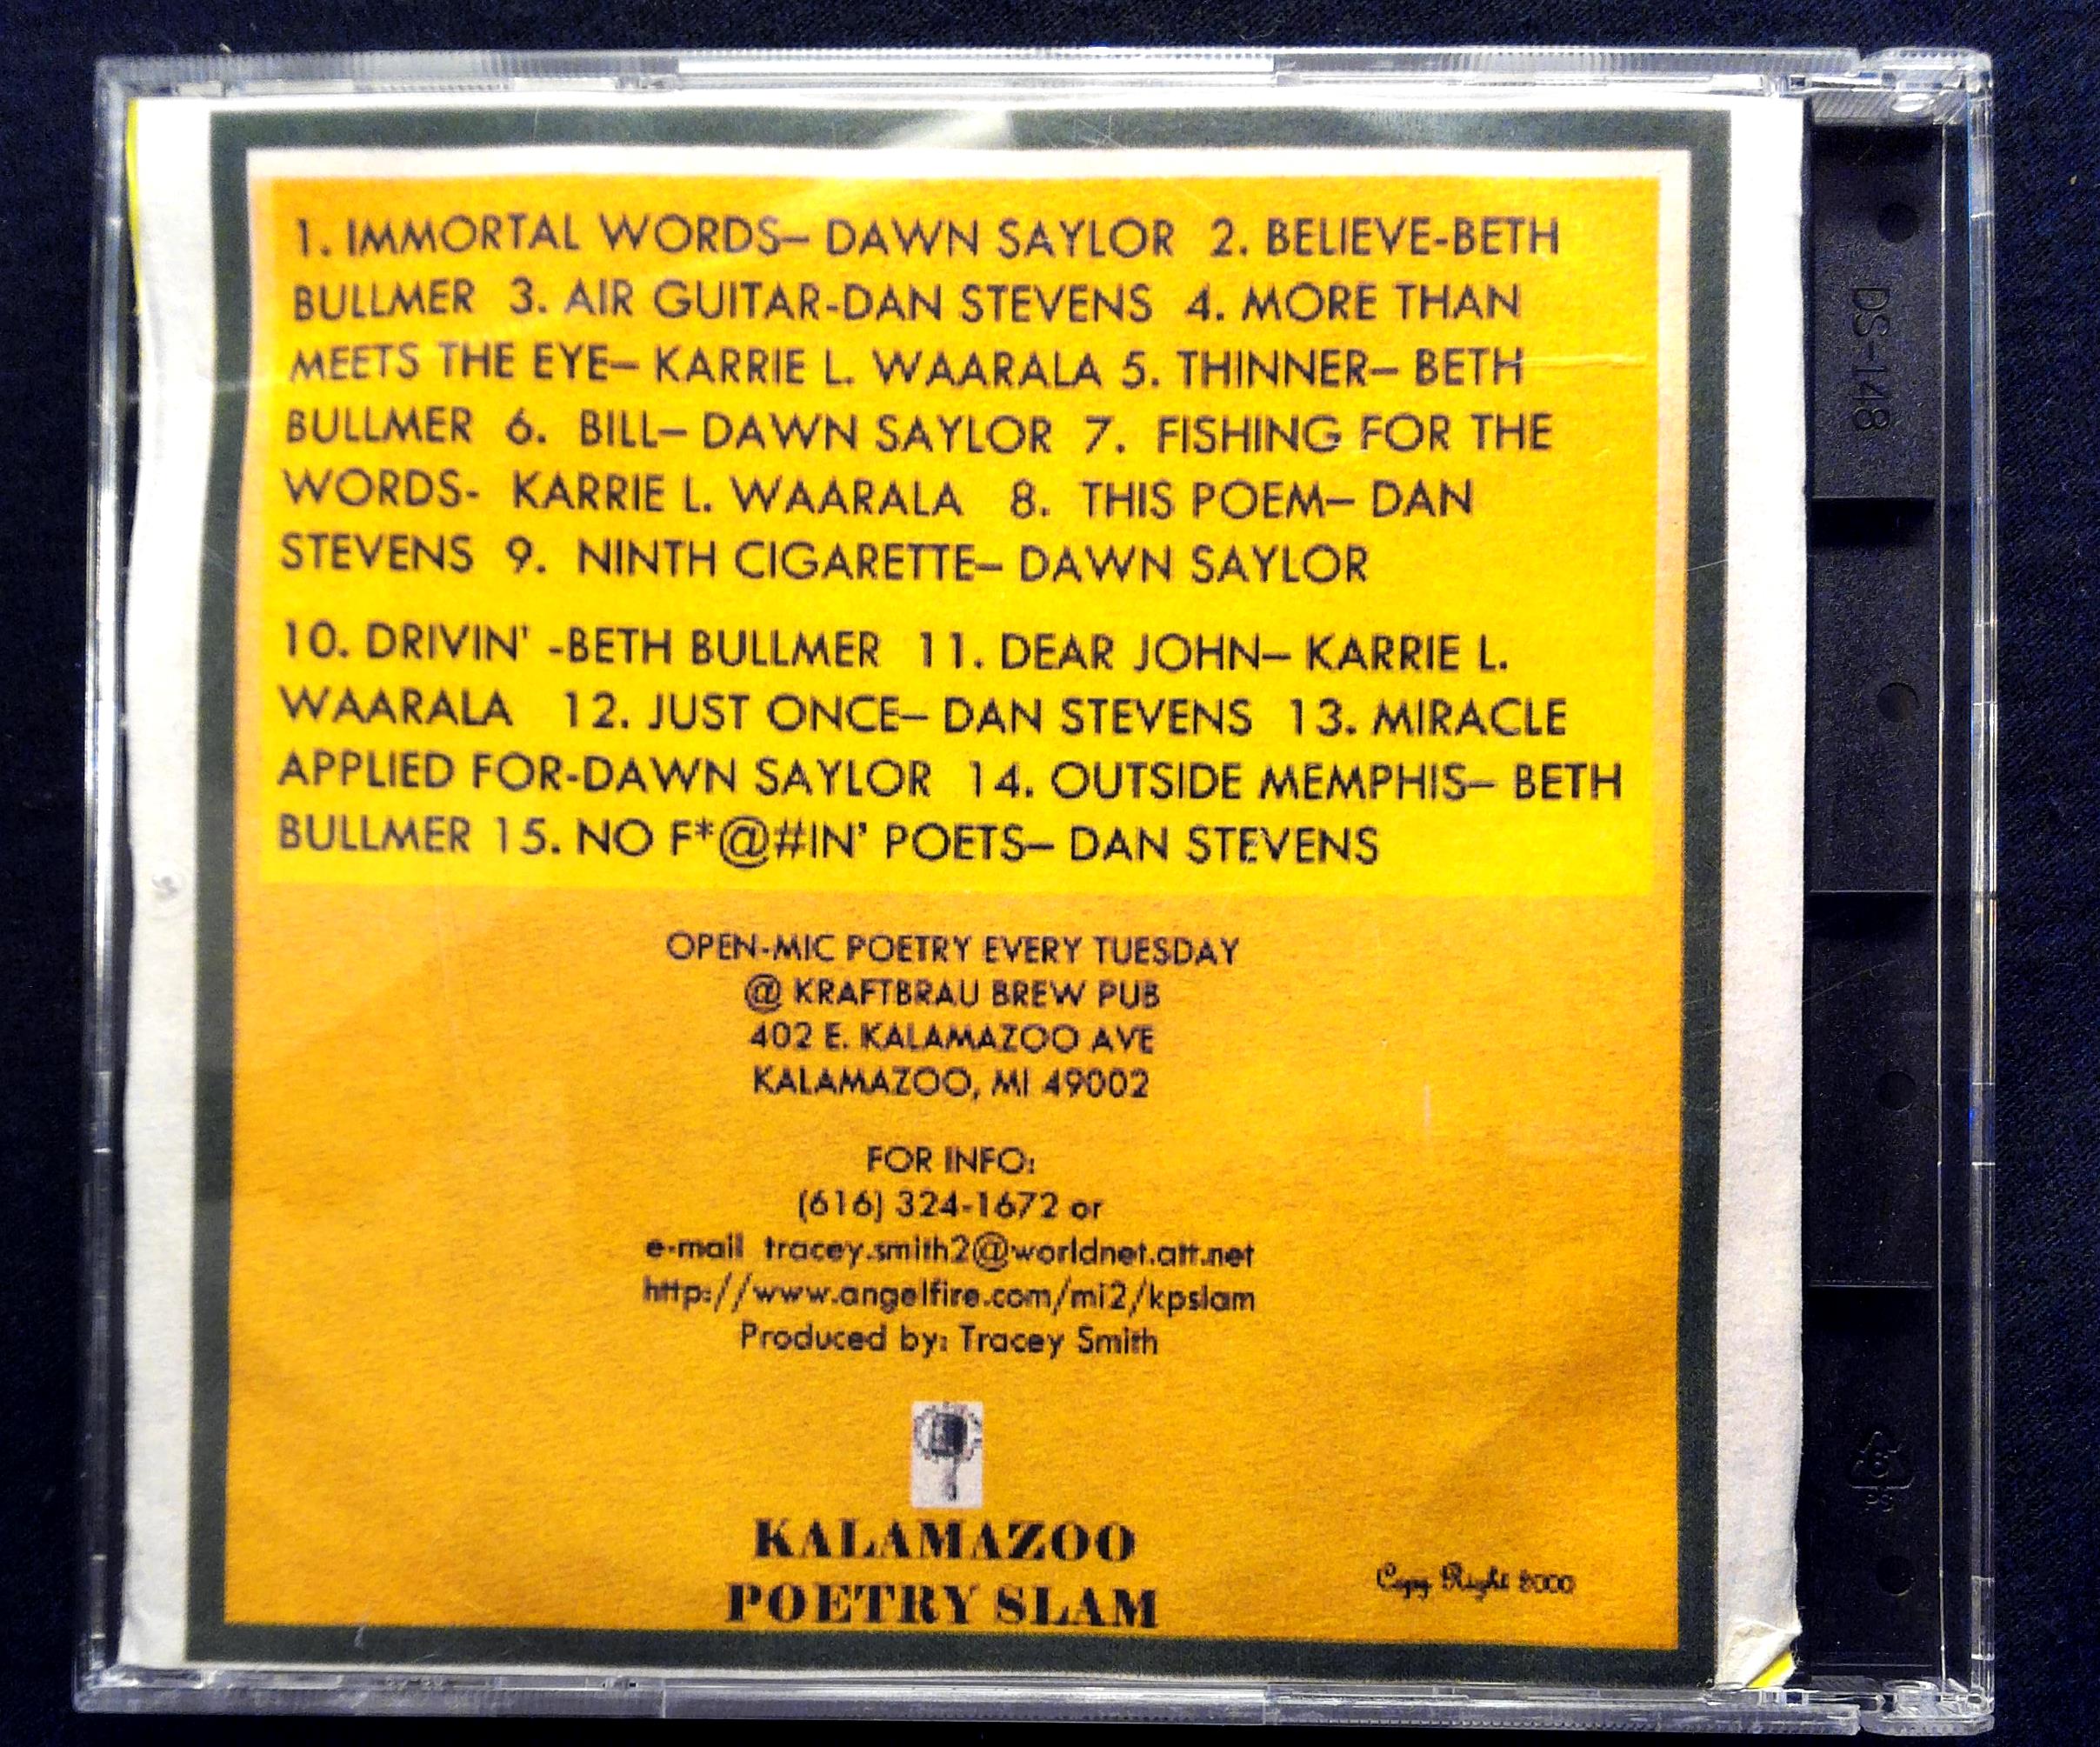 1. IMMORTAL WORDS– DAWN SAYLOR 2. BELIEVE-BETH
BULLMER 3. AIR GUITAR-DAN STEVENS 4. MORE THAN
MEETS THE EYE– KARRIE L. WAARALA 5. THINNER– BETH
BULLMER 6. BILL– DAWN SAYLOR 7. FISHING FOR THE
WORDS- KARRIE L. WAARALA 8. THIS POEM– DAN
STEVENS 9. NINTH CIGARETTE– DAWN SAYLOR
10. DRIVIN' -BETH BULLMER 11. DEAR JOHN– KARRIE L.
WAARALA 12. JUST ONCE– DAN STEVENS 13. MIRACLE
APPLIED FOR-DAWN SAYLOR 14. OUTSIDE MEMPHIS– BETH
BULLMER 15. NO F*@#IN’ POETS– DAN STEVENS
OPEN-MIC POETRY EVERY TUESDAY
@ KRAFTBRAU BREW PUB
402 E. KALAMAZOO AVE
KALAMAZOO, MI 49002
FOR INFO:
(616) 324-1672 or
e-mail tracey.smith2@worldnet.att.net
http://www.angelfire.com/mi2/kpslam
Produced by: Tracey Smith
KALAMAZOO
POETRY SLAM
Copy Right 2000
DS-148
6
PS